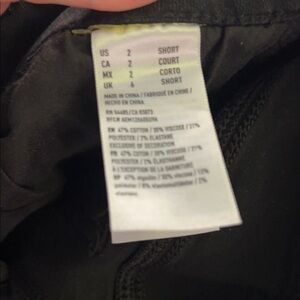 US 2 SHORT
CA 2 COURT
MX 2 CORTO
UK 6 SHORT
MADE IN CHINA / FABRIQUÉ EN CHINE /
HECHO EN CHINA
RN 54485/CA 03873
EN 47% COTTON / 30% VISCOSE / 21%
POLYESTER / 2% ELASTANE
EXCLUSIVE OF DECORATION
FR 47% COTON / 30% VISCOSE / 21%
POLYESTER / 2% ÉLASTHANNE
À L'EXCEPTION DE LA GARNITURE